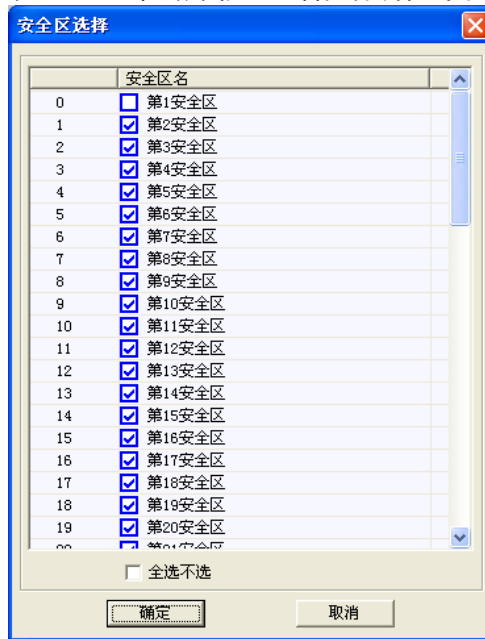 安全区选择
安全区名
0 第1安全区
1 第2安全区
2 第3安全区
3 第4安全区
4 第5安全区
5 第6安全区
6 第7安全区
7 第8安全区
8 第9安全区
9 第10安全区
10 第11安全区
11 第12安全区
12 第13安全区
13 第14安全区
14 第15安全区
15 第16安全区
16 第17安全区
17 第18安全区
18 第19安全区
19 第20安全区
全选不选
确定 取消